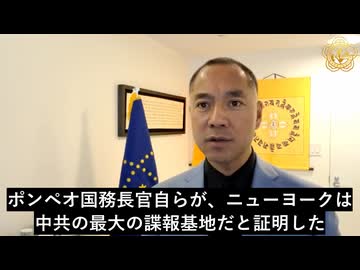 ポンペオ国務長官自らが、ニューヨークは
中共の最大の諜報基地だと証明した